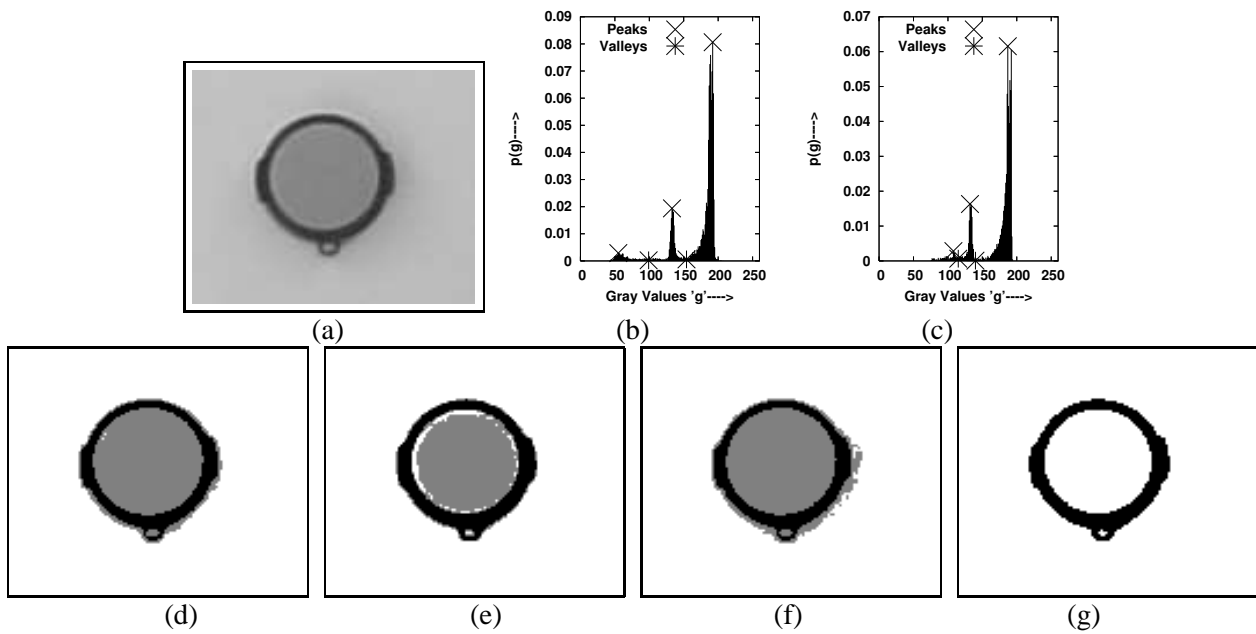 0.09
0.08
0.07
0.06
0.05
0.04
0.03
0.02
0.01
0
0 50 100 150 200 250
p(g)---->
Gray Values 'g'---->
Peaks
Valleys
0.07
0.06
0.05
0.04
0.03
0.02
0.01
0
0 50 100 150 200 250
p(g)---->
Gray Values 'g'---->
Peaks
Valleys
(a) (b) (c)
(d) (e) (f) (g)